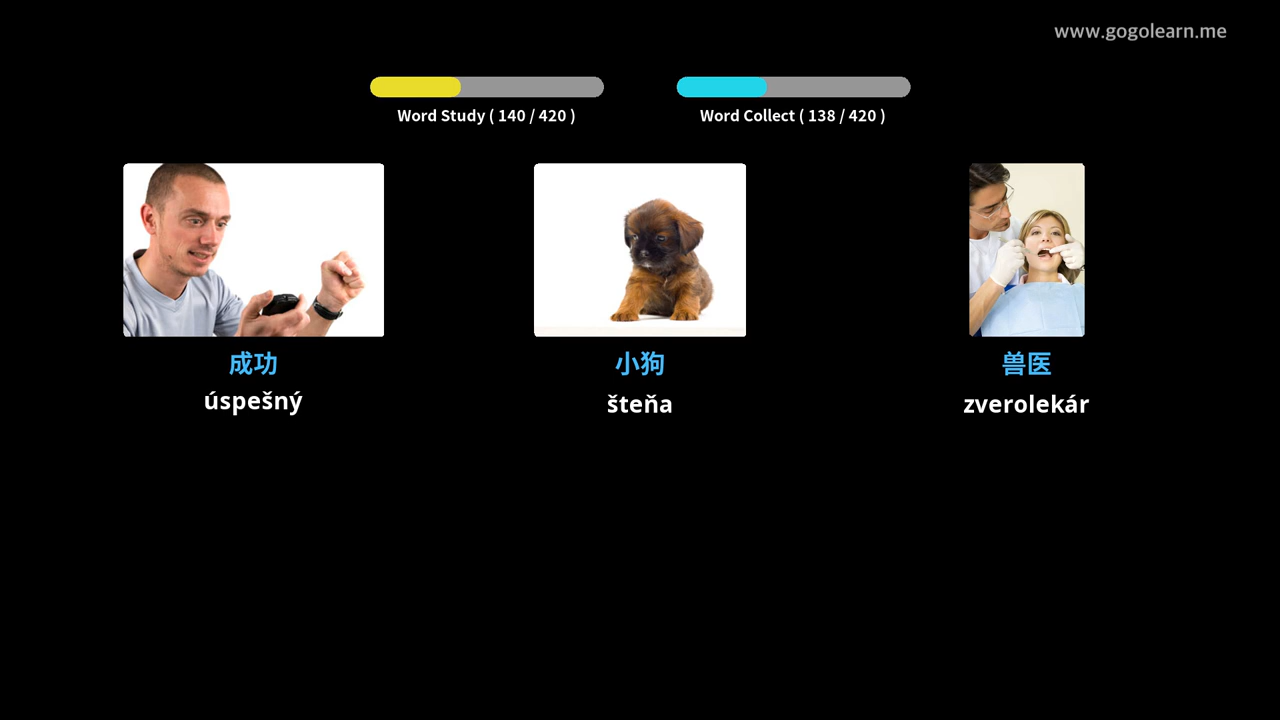 www.gogolearn.me
Word Study ( 140 / 420 )
Word Collect ( 138 / 420 )
成功
小狗
兽医
úspešný
šteňa
zverolekár